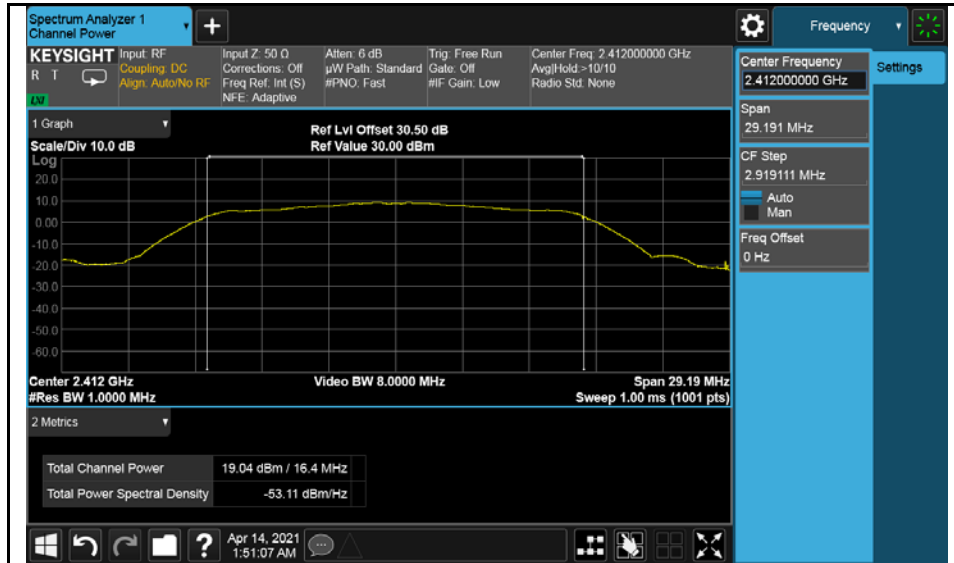 Spectrum Analyzer 1
Channel Power
+
Frequency
KEYSIGHT
R T
LXI
Input: RF
Coupling: DC
Align: Auto/No RF
Input Z: 50 Ω
Corrections: Off
Freq Ref: Int (S)
NFE: Adaptive
Atten: 6 dB
µW Path: Standard
#PNO: Fast
Trig: Free Run
Gate: Off
#IF Gain: Low
Center Freq: 2.412000000 GHz
Avg|Hold:>10/10
Radio Std: None
1 Graph
Scale/Div 10.0 dB
Ref Lvl Offset 30.50 dB
Ref Value 30.00 dBm
Log
20.0
10.0
0.00
-10.0
-20.0
-30.0
-40.0
-50.0
-60.0
Center 2.412 GHz
#Res BW 1.0000 MHz
Video BW 8.0000 MHz
Span 29.19 MHz
Sweep 1.00 ms (1001 pts)
2 Metrics
Total Channel Power 19.04 dBm / 16.4 MHz
Total Power Spectral Density -53.11 dBm/Hz
?
Apr 14, 2021
1:51:07 AM
Center Frequency
2.412000000 GHz
Span
29.191 MHz
CF Step
2.919111 MHz
Auto
Man
Freq Offset
0 Hz
Settings